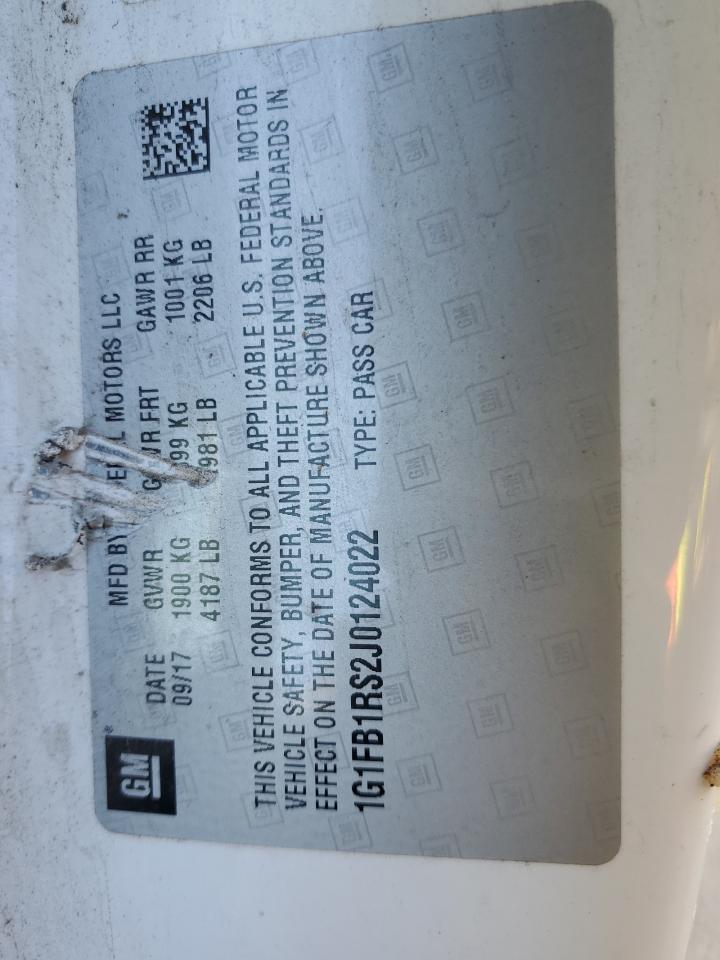 GM
MFD BY MOTORS LLC
DATE GVWR GAWR RR
09/17 1900 KG 1001 KG
4187 LB 2206 LB
THIS VEHICLE CONFORMS TO ALL APPLICABLE U.S. FEDERAL MOTOR
VEHICLE SAFETY, BUMPER, AND THEFT PREVENTION STANDARDS IN
EFFECT ON THE DATE OF MANUFACTURE SHOWN ABOVE.
1G1FB1RS2J0124022 TYPE: PASS CAR